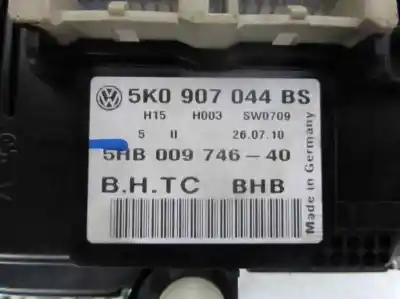 5K0 907 044 BS
H15 H003 SW0709
5 II 26.07.10
5HB 009 746-40
B.H.TC BHB
Made in Germany